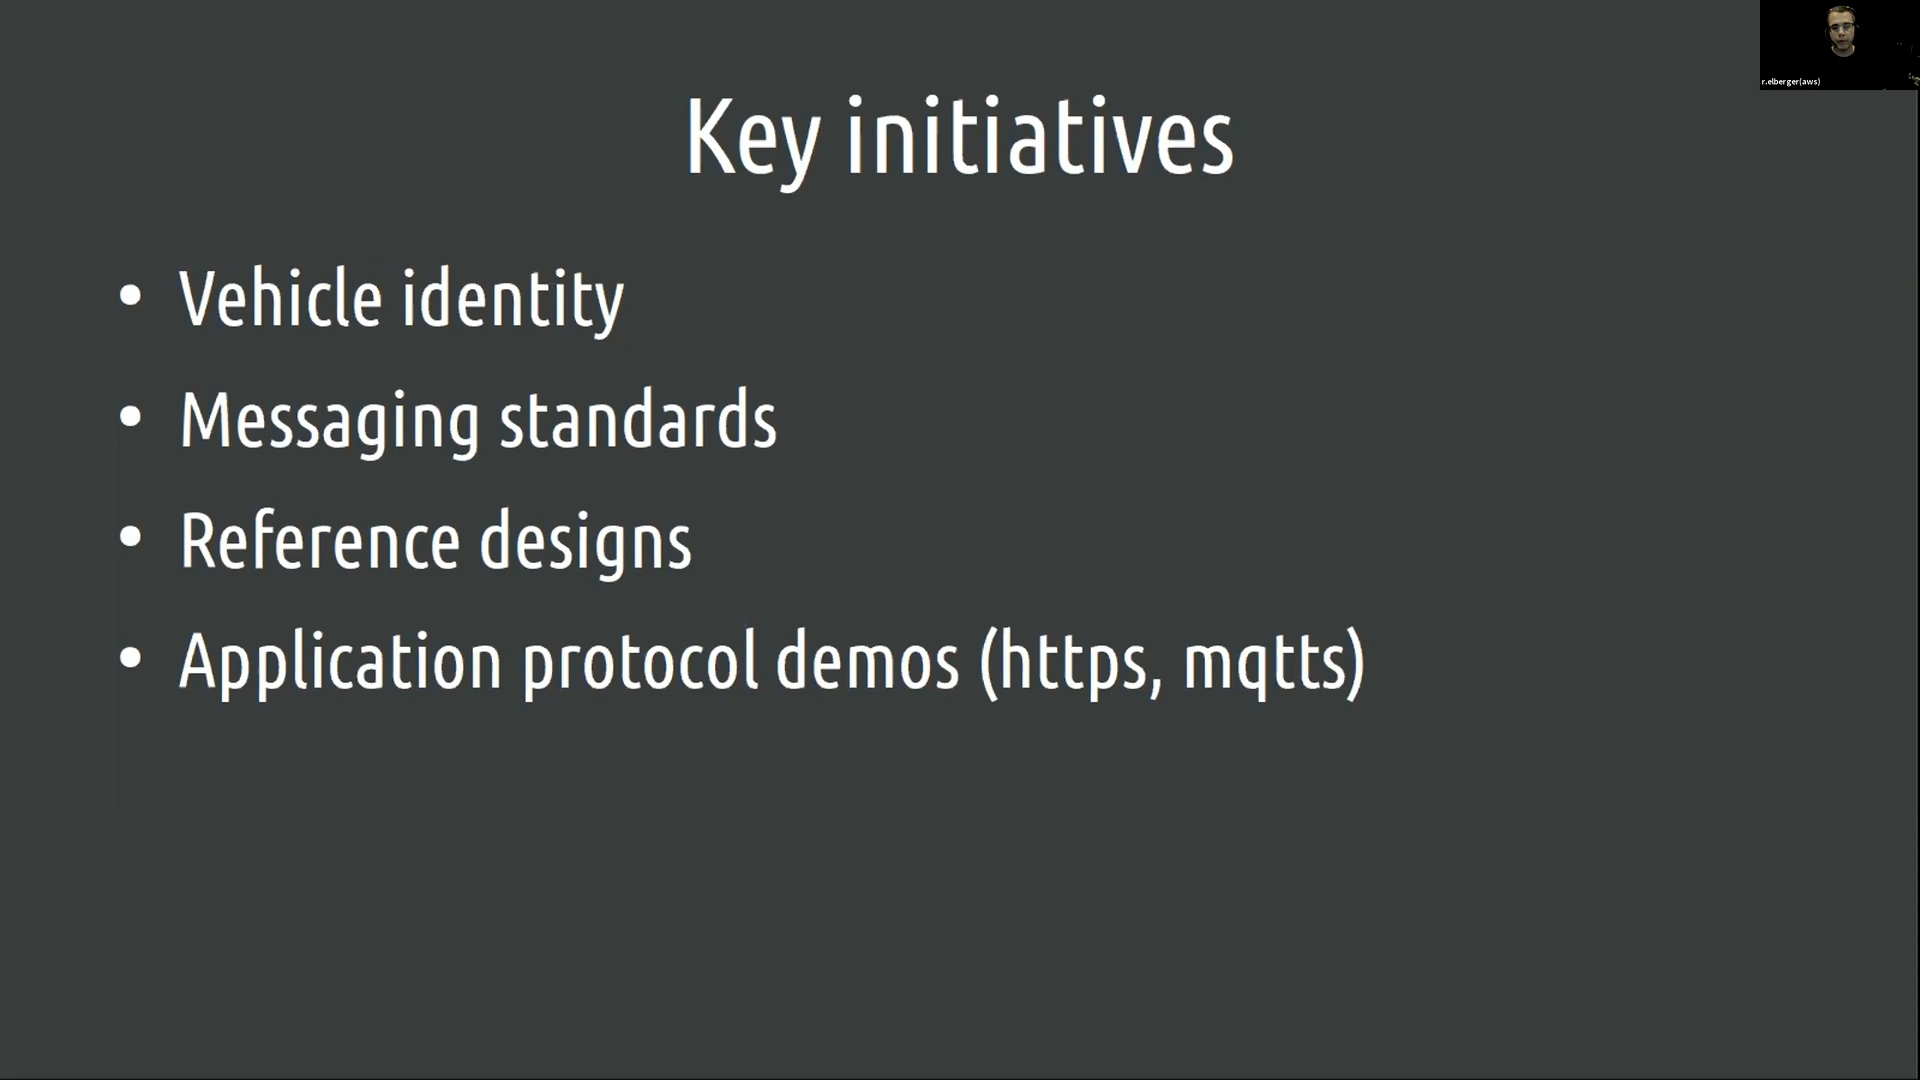 r.elberger(aws)
Key initiatives
• Vehicle identity
• Messaging standards
• Reference designs
• Application protocol demos (https, mqtts)